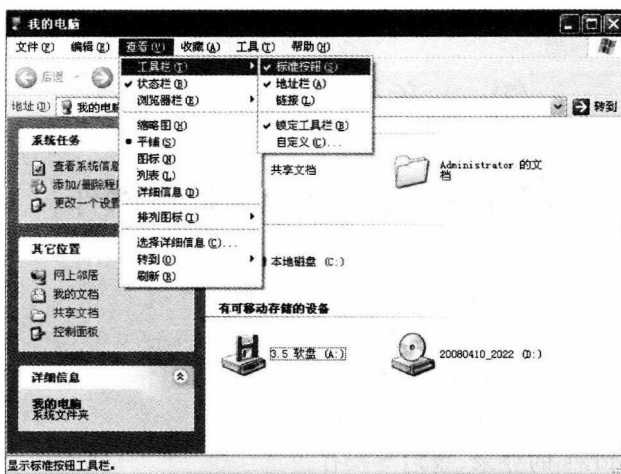 我的电脑
文件(F) 编辑(E) 查看(V) 收藏(A) 工具(T) 帮助(H)
后退
地址(D) 我的电脑 转到
工具栏(T)
状态栏(B)
浏览器栏(E)
缩略图(H)
平铺(S)
图标(N)
列表(L)
详细信息(D)
排列图标(I)
选择详细信息(C)...
转到(O)
刷新(R)
标准按钮(S)
地址栏(A)
链接(L)
锁定工具栏(B)
自定义(C)...
系统任务
查看系统信息
添加/删除程序
更改一个设置
其它位置
网上邻居
我的文档
共享文档
控制面板
详细信息
我的电脑
系统文件夹
共享文档
Administrator 的文档
本地磁盘 (C:)
有可移动存储的设备
3.5 软盘 (A:)
20080410_2022 (D:)
显示标准按钮工具栏。